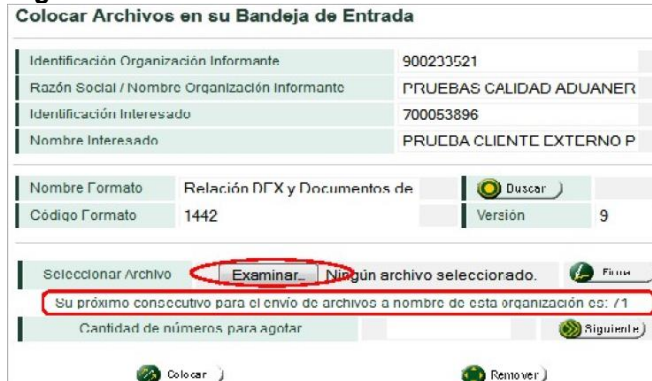 Colocar Archivos en su Bandeja de Entrada
Identificación Organización Informante 900233521
Razón Social / Nombre Organización Informante PRUEBAS CALIDAD ADUANER
Identificación Interesado 700053896
Nombre Interesado PRUEBA CLIENTE EXTERNO P
Nombre Formato Relación DEX y Documentos de Buscar
Código Formato 1442 Versión 9
Seleccionar Archivo Examinar... Ningún archivo seleccionado. Firma
Su próximo consecutivo para el envío de archivos a nombre de esta organización es: 71
Cantidad de números para agotar Siguiente
Colocar Remover